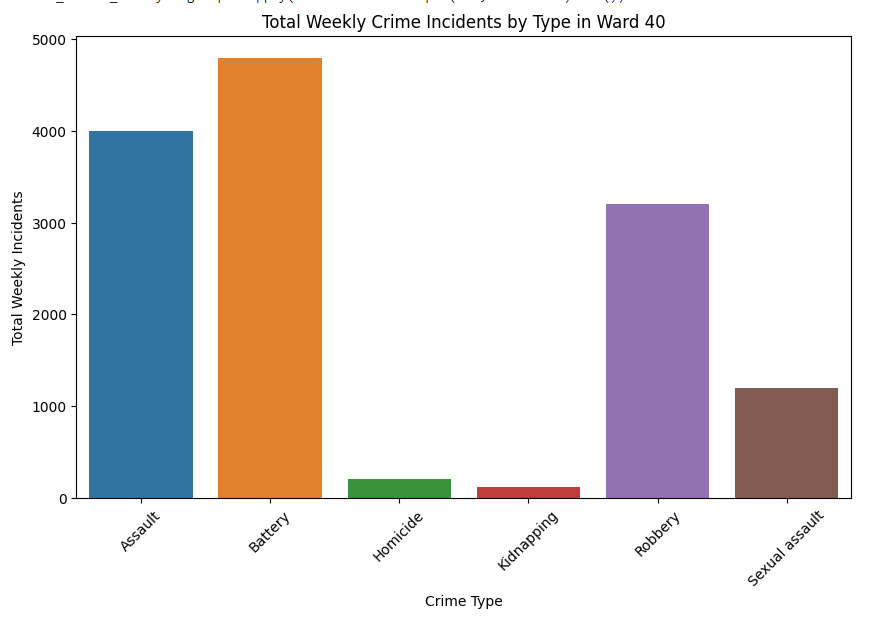 Total Weekly Crime Incidents by Type in Ward 40
Total Weekly Incidents
5000
4000
3000
2000
1000
0
Assault
Battery
Homicide
Kidnapping
Robbery
Sexual assault
Crime Type